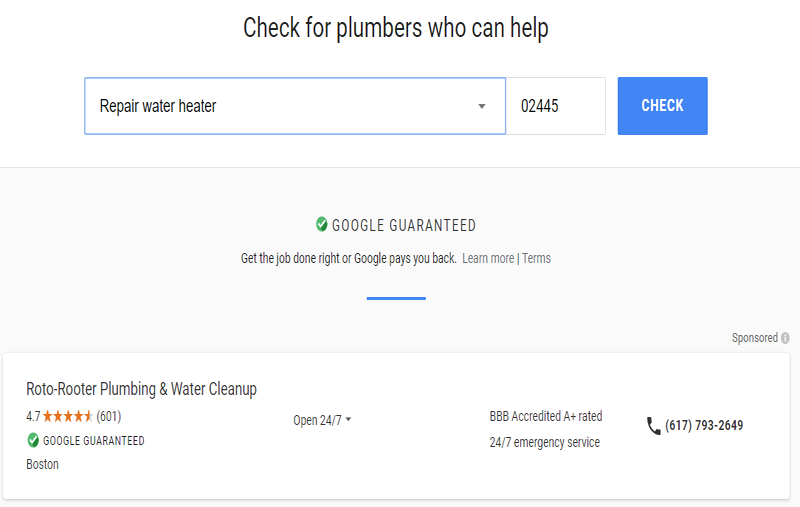 Check for plumbers who can help
Repair water heater
02445
CHECK
GOOGLE GUARANTEED
Get the job done right or Google pays you back. Learn more | Terms
Sponsored
Roto-Rooter Plumbing & Water Cleanup
4.7 (601)
GOOGLE GUARANTEED
Boston
Open 24/7
BBB Accredited A+ rated
24/7 emergency service
(617) 793-2649